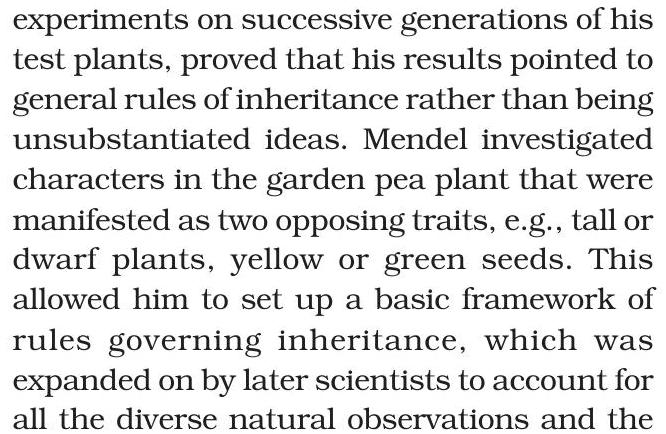 experiments on successive generations of his
test plants, proved that his results pointed to
general rules of inheritance rather than being
unsubstantiated ideas. Mendel investigated
characters in the garden pea plant that were
manifested as two opposing traits, e.g., tall or
dwarf plants, yellow or green seeds. This
allowed him to set up a basic framework of
rules governing inheritance, which was
expanded on by later scientists to account for
all the diverse natural observations and the